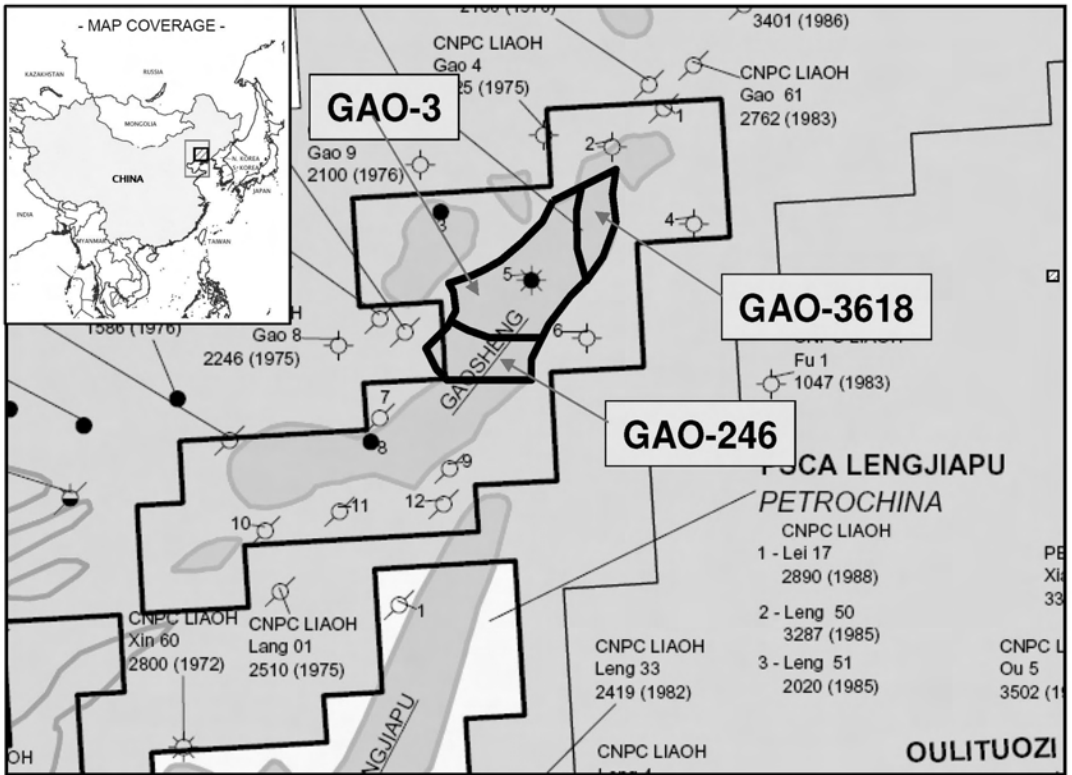 - MAP COVERAGE -
KAZAKHSTAN
RUSSIA
MONGOLIA
CHINA
N. KOREA
S. KOREA
JAPAN
INDIA
MYANMAR
TAIWAN
3401 (1986)
CNPC LIAOH
Gao 4
25 (1975)
CNPC LIAOH
Gao 61
2762 (1983)
GAO-3
Gao 9
2100 (1976)
1
2
3
4
5
6
GAO-3618
GAOSHENG
1586 (1976)
Gao 8
2246 (1975)
CNPC LIAOH
Fu 1
1047 (1983)
GAO-246
7
8
9
10
11
12
PSCA LENGJIAPU
PETROCHINA
CNPC LIAOH
1 - Lei 17
2890 (1988)
2 - Leng 50
3287 (1985)
3 - Leng 51
2020 (1985)
1
CNPC LIAOH
Xin 60
2800 (1972)
CNPC LIAOH
Lang 01
2510 (1975)
CNPC LIAOH
Leng 33
2419 (1982)
CNPC L
Ou 5
NGJIAPU
OH
CNPC LIAOH
OULITUOZI